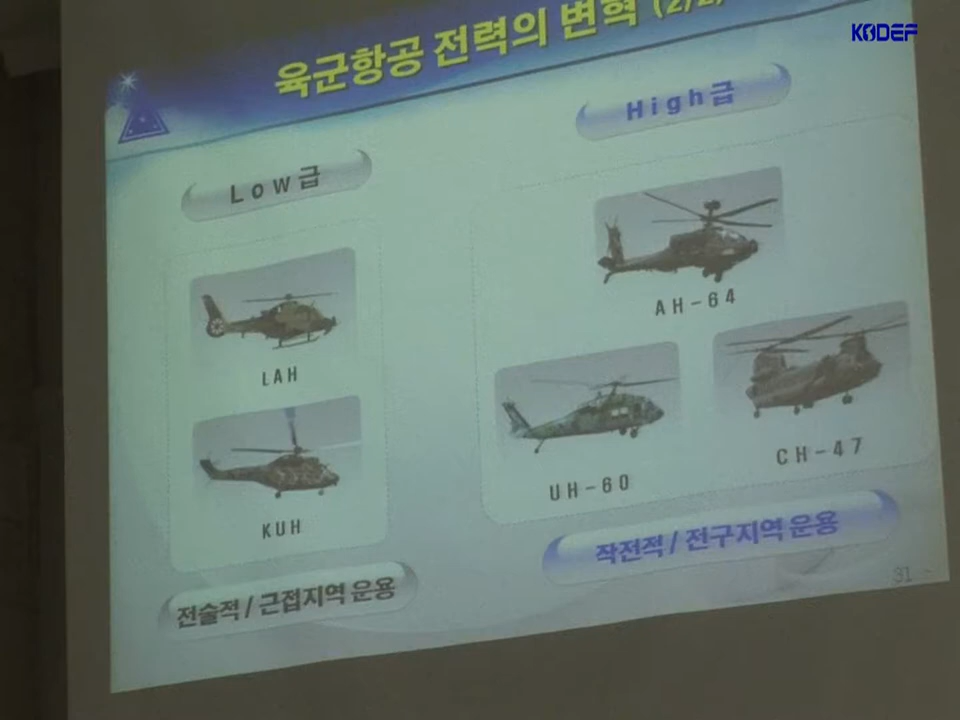 KODEF
육군항공 전력의 변혁 (2/2)
Low급
High급
LAH
KUH
AH-64
UH-60
CH-47
전술적 / 근접지역 운용
작전적 / 전구지역 운용
31